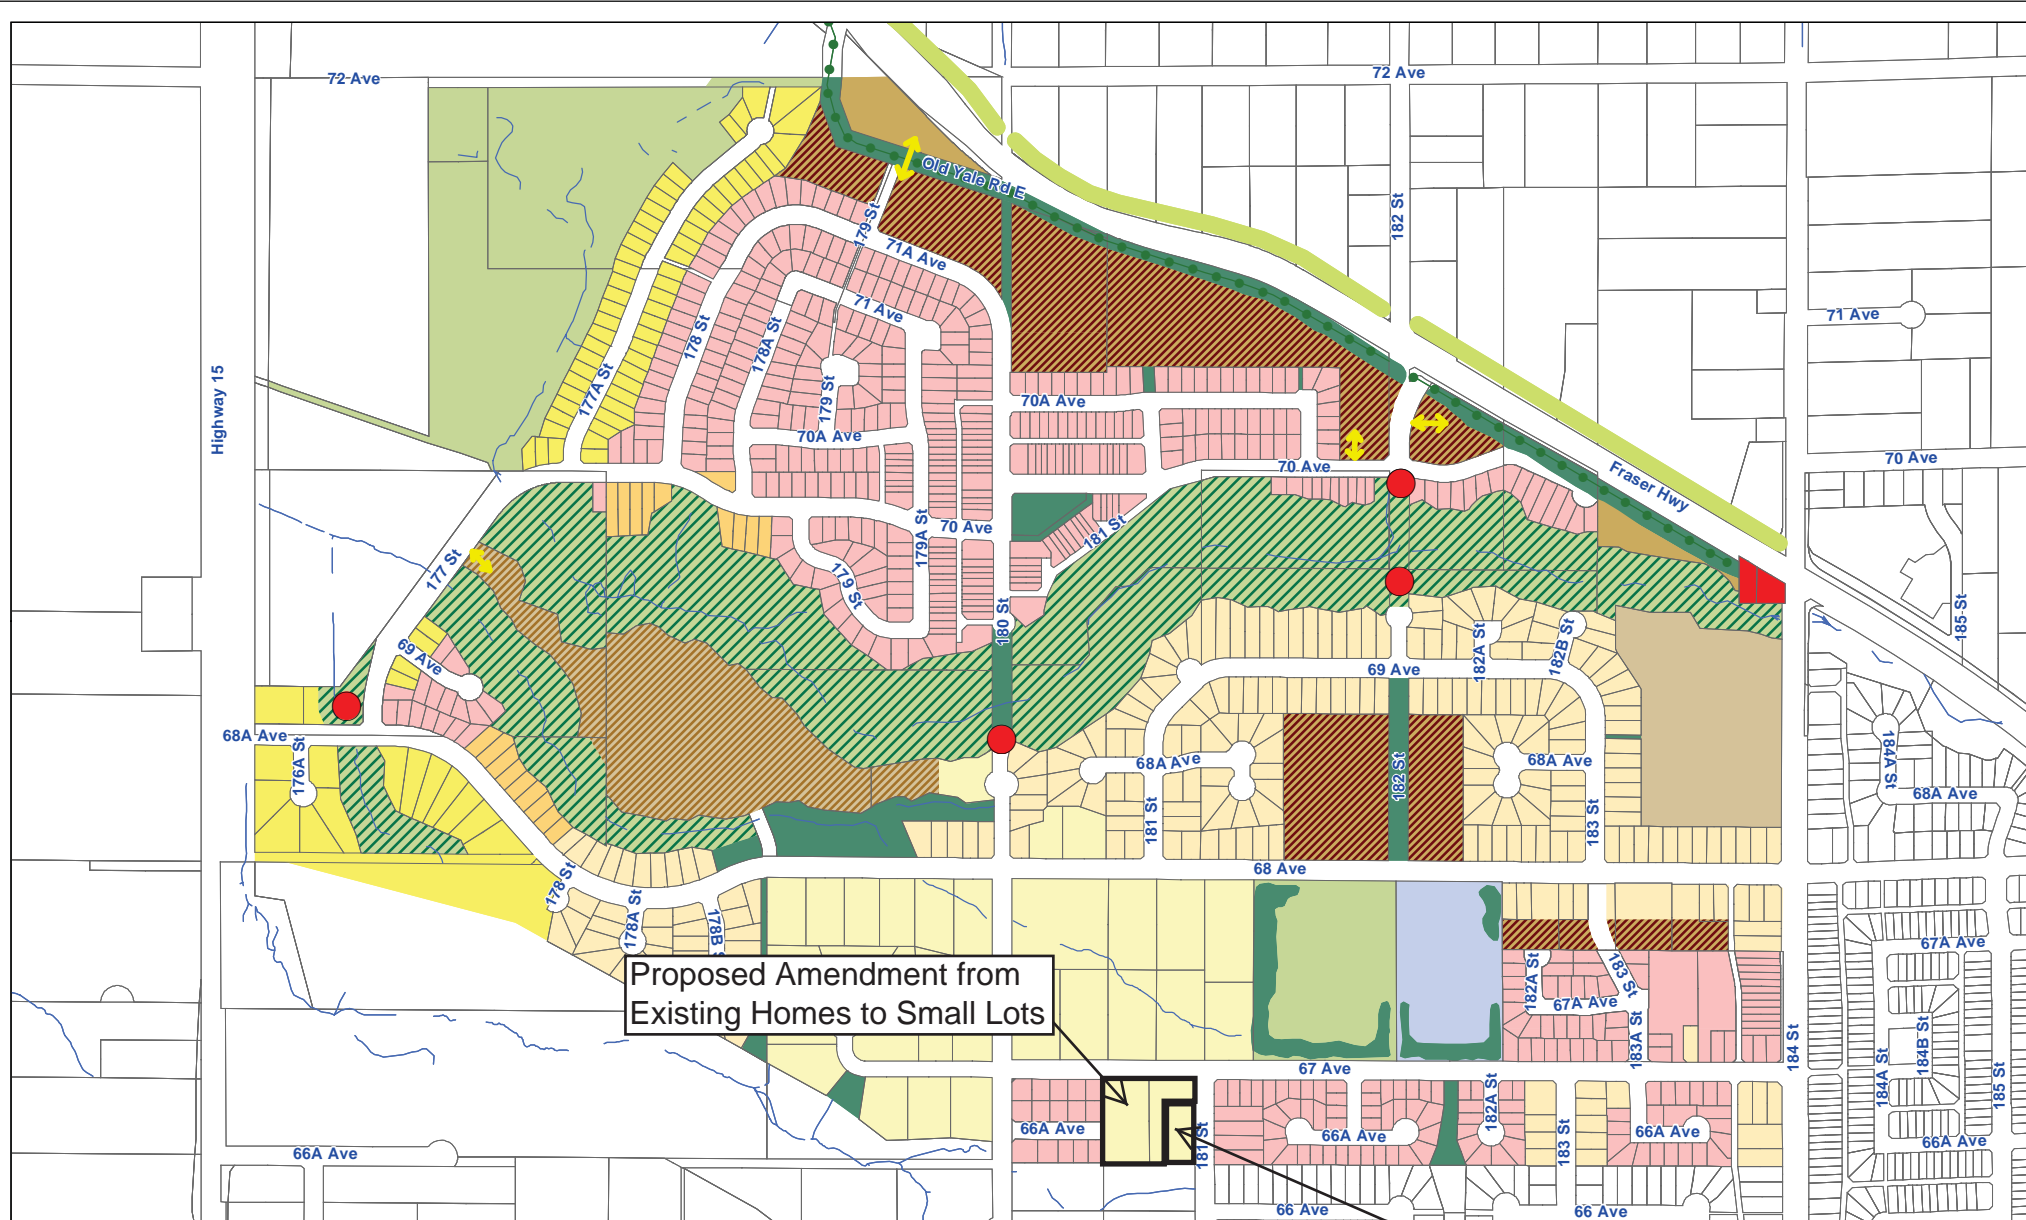 72 Ave
72 Ave
Old Yale Rd E
182 St
179 St
71A Ave
71 Ave
71 Ave
178 St
178A St
Highway 15
177A St
179 St
70A Ave
70A Ave
70 Ave
70 Ave
Fraser Hwy
70 Ave
179A St
181 St
177 St
179 St
180 St
185 St
69 Ave
182A St
182B St
69 Ave
68A Ave
176A St
68A Ave
182 St
68A Ave
184A St
68A Ave
181 St
183 St
68 Ave
178 St
178A St
178B S
67A Ave
Proposed Amendment from
Existing Homes to Small Lots
182A St
183 St
67A Ave
183A St
184 St
184B St
184A St
185 St
67 Ave
182A St
66A Ave
181 St
66A Ave
183 St
66A Ave
66A Ave
66A Ave
66 Ave
66 Ave